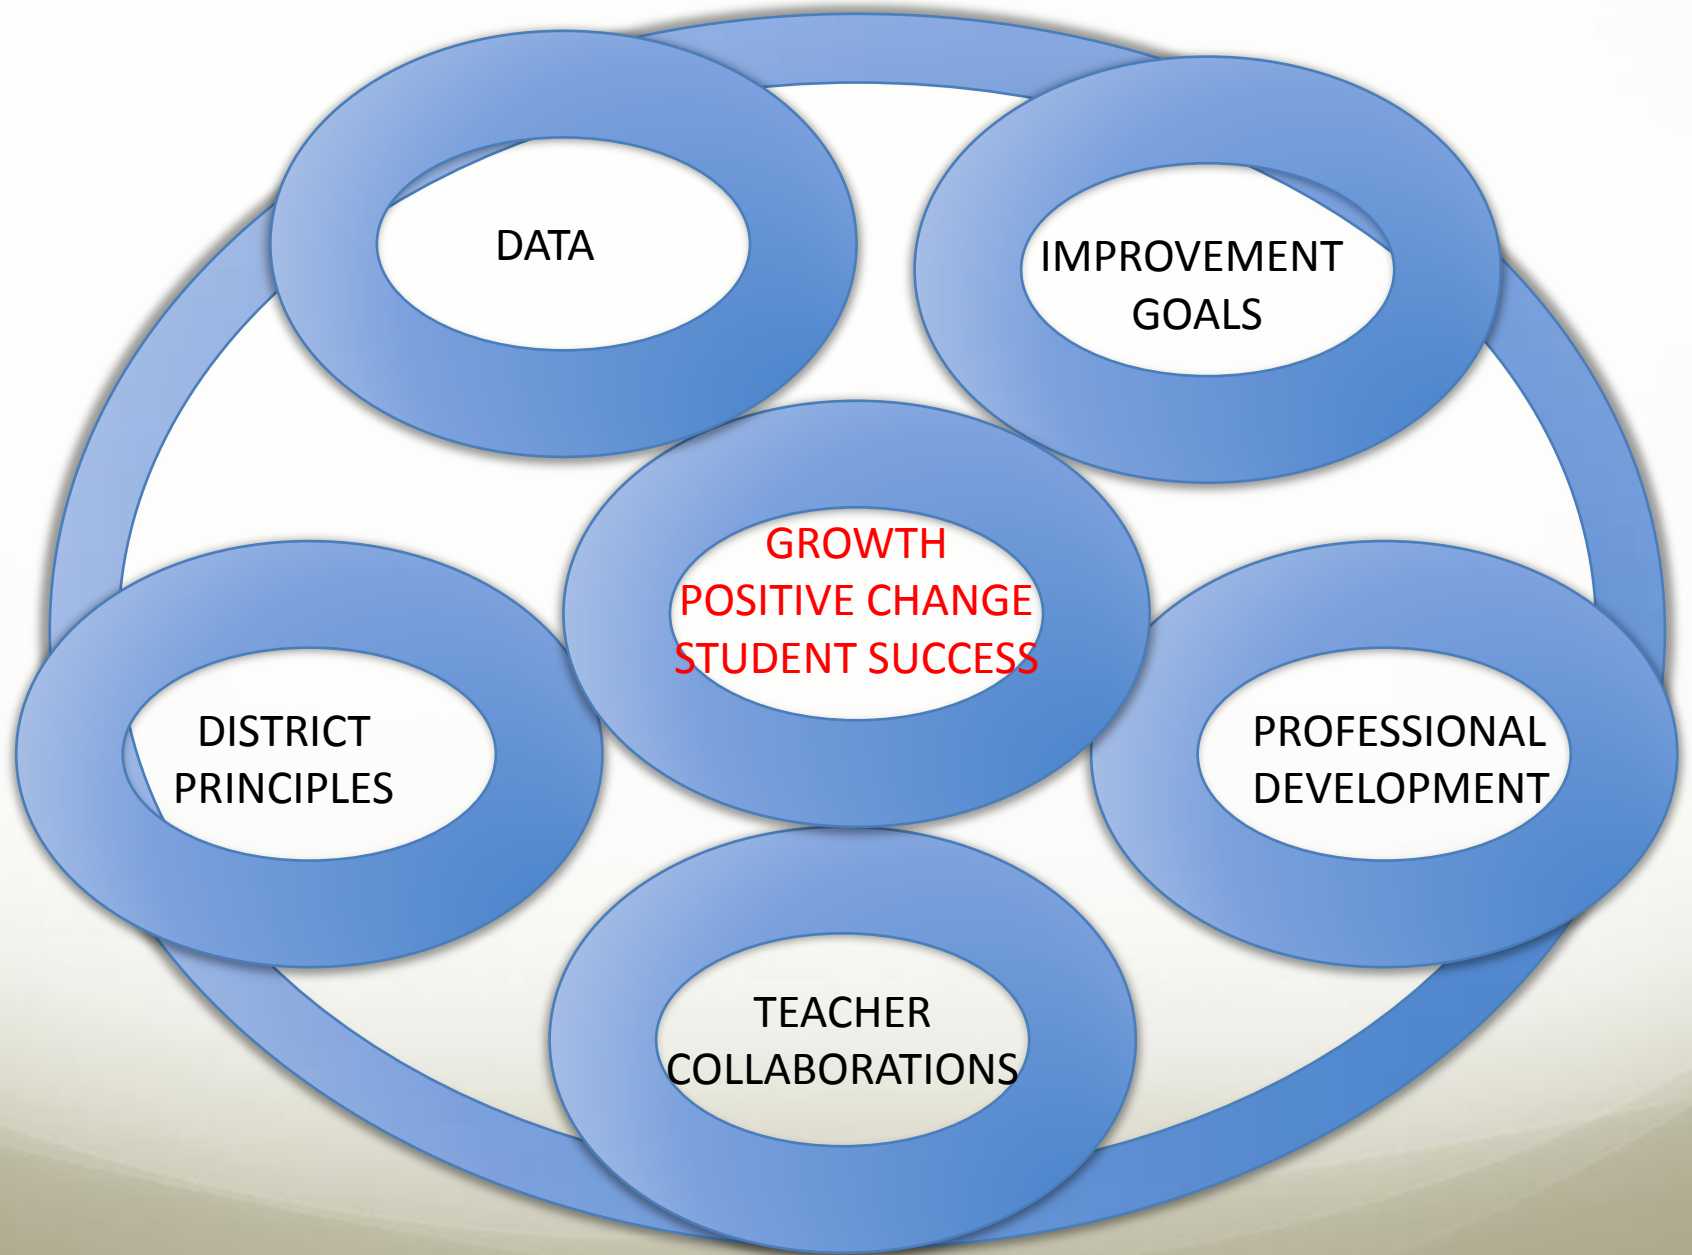 DATA
IMPROVEMENT
GOALS
GROWTH
POSITIVE CHANGE
STUDENT SUCCESS
DISTRICT
PRINCIPLES
PROFESSIONAL
DEVELOPMENT
TEACHER
COLLABORATIONS